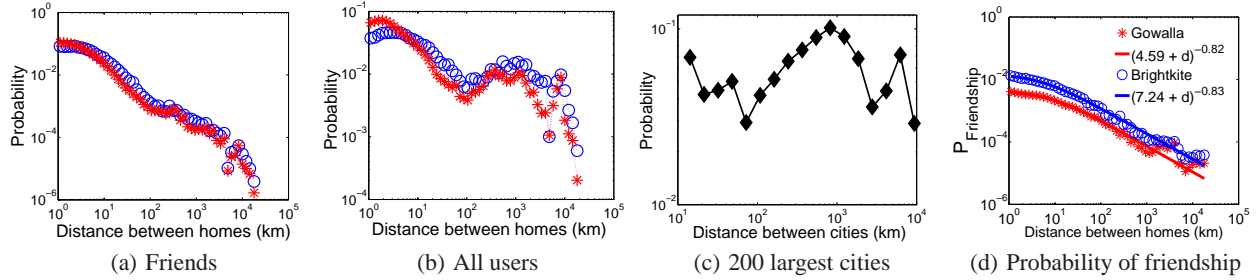 Probability
10^0
10^-2
10^-4
10^-6
10^0 10^1 10^2 10^3 10^4 10^5
Distance between homes (km)
(a) Friends
Probability
10^-1
10^-2
10^-3
10^-4
10^0 10^1 10^2 10^3 10^4 10^5
Distance between homes (km)
(b) All users
Probability
10^-1
10^-2
10^1 10^2 10^3 10^4
Distance between cities (km)
(c) 200 largest cities
P_Friendship
10^0
10^-2
10^-4
10^-6
Gowalla
(4.59 + d)^-0.82
Brightkite
(7.24 + d)^-0.83
10^0 10^1 10^2 10^3 10^4 10^5
Distance between homes (km)
(d) Probability of friendship